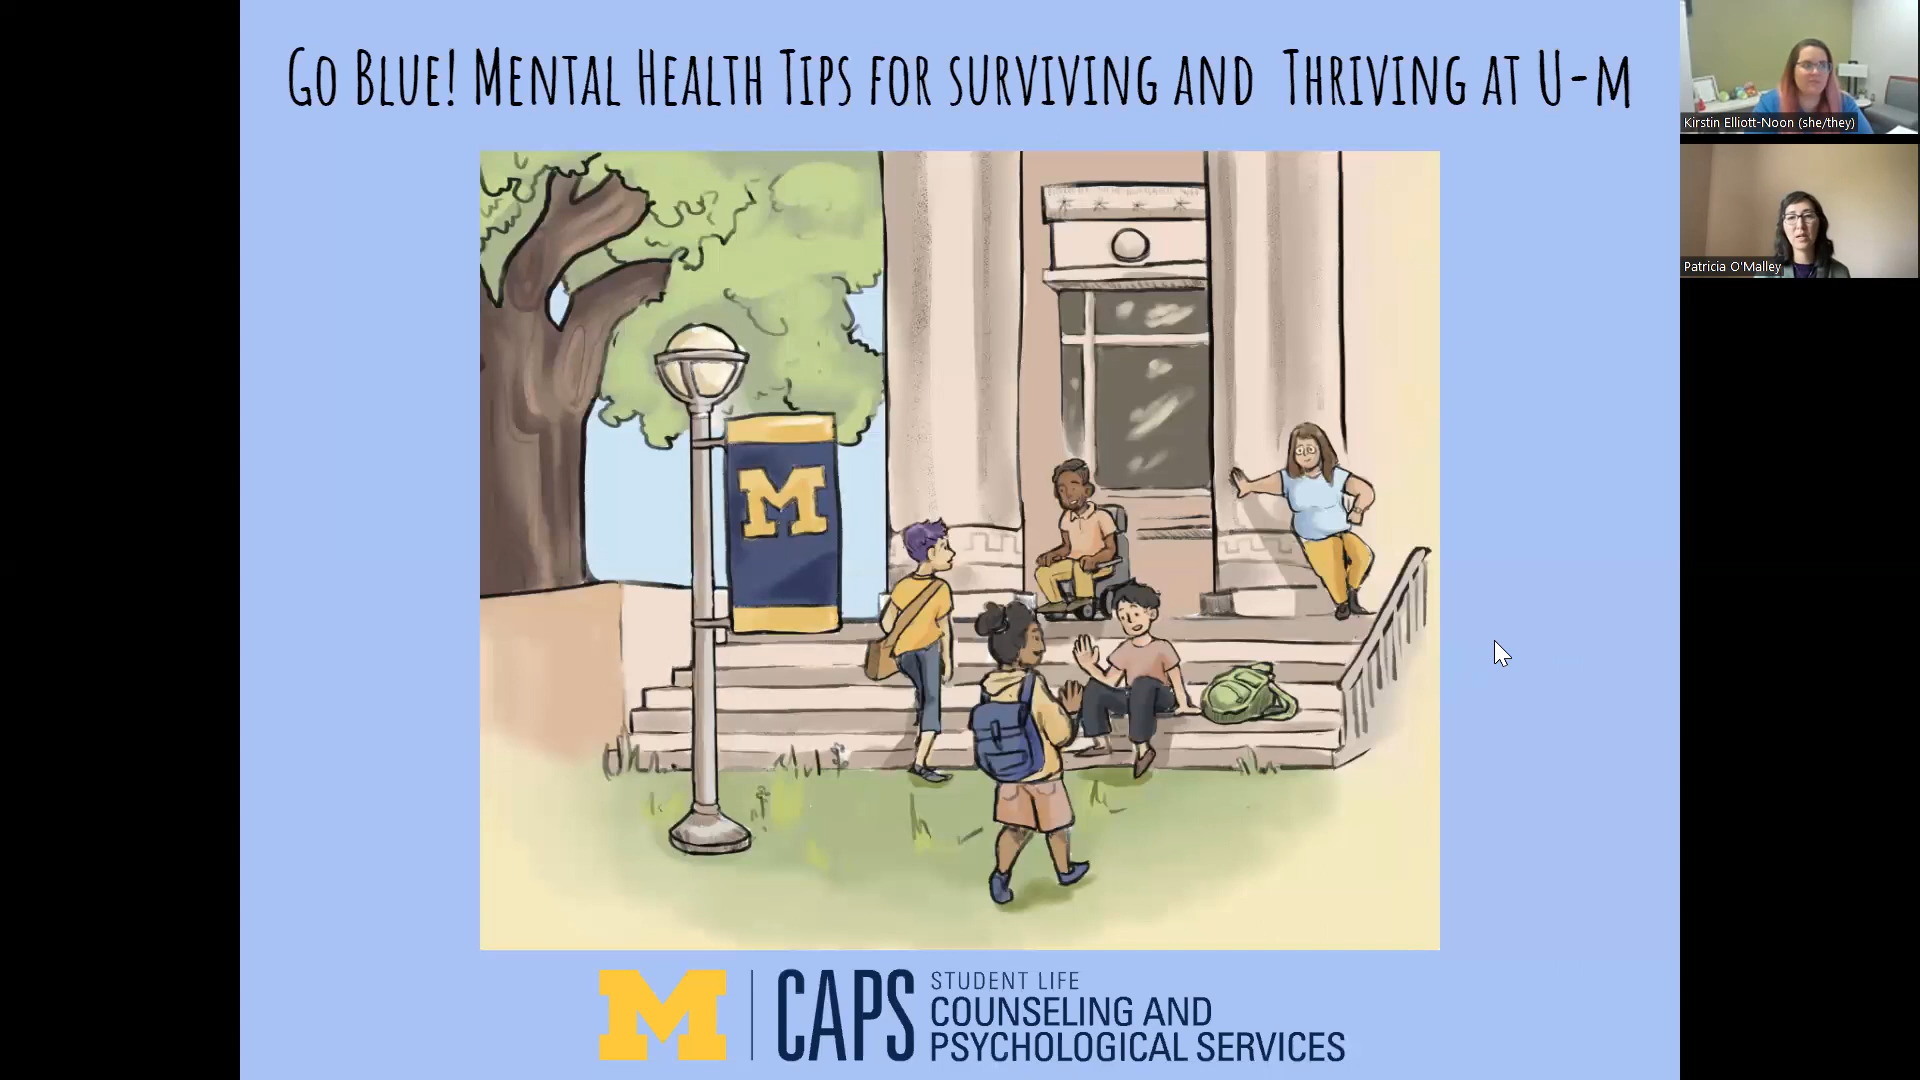 Go Blue! Mental Health Tips for surviving and Thriving at U-m
Kirstin Elliott-Noon (she/they)
Patricia O'Malley
M
M CAPS
STUDENT LIFE
COUNSELING AND
PSYCHOLOGICAL SERVICES